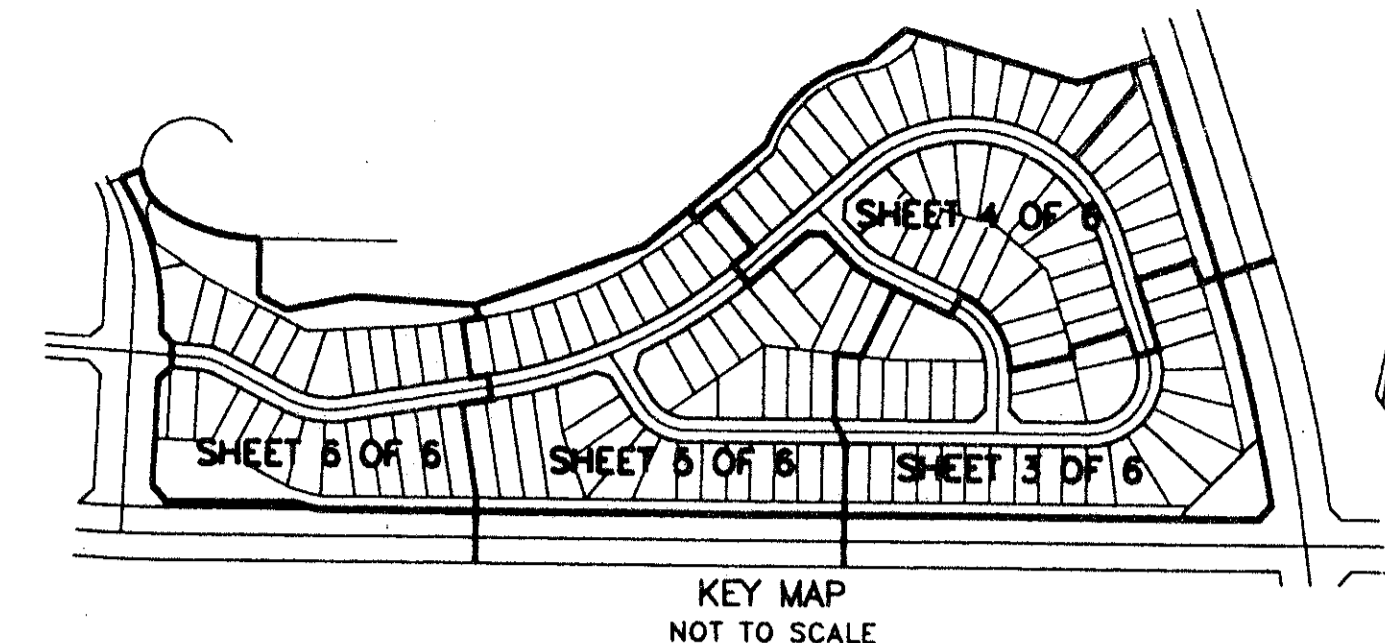 SHEET 4 OF 6
SHEET 6 OF 6
SHEET 5 OF 6
SHEET 3 OF 6
KEY MAP
NOT TO SCALE